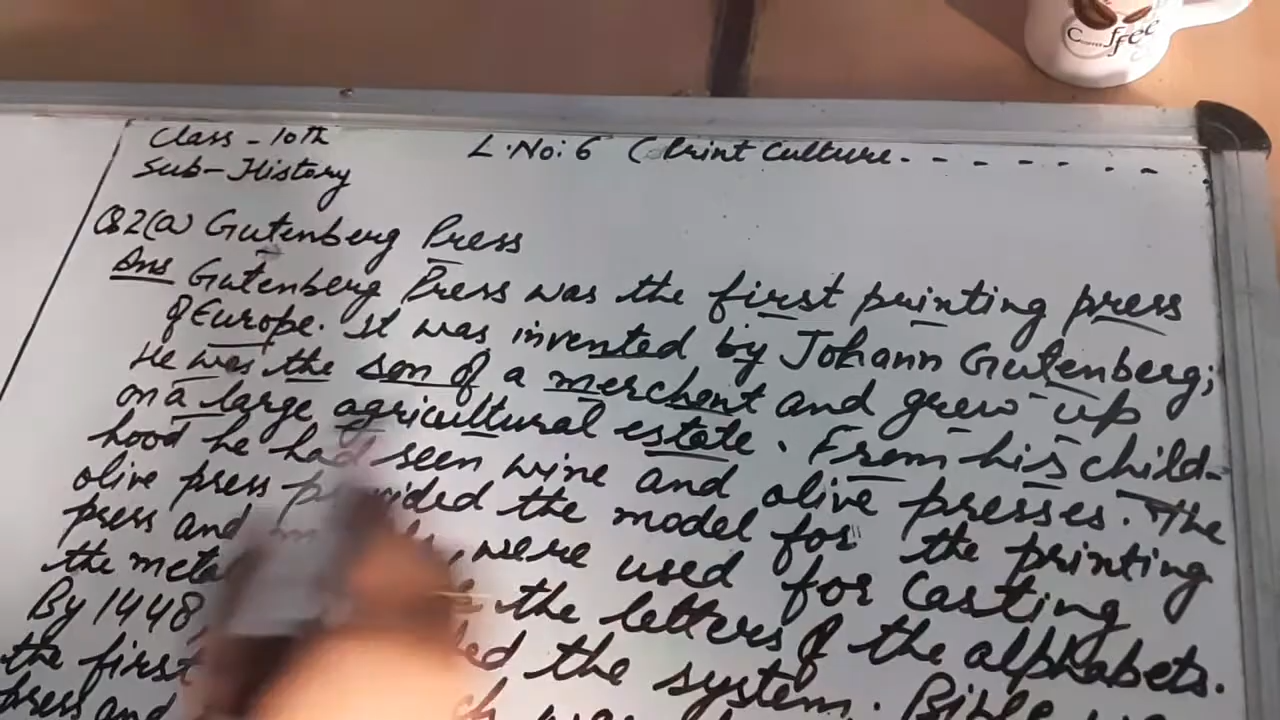 Coffee
Class - 10th
Sub - History
L. No: 6 ( Print Culture - - - - - - -
Q2(a) Gutenberg Press
Ans Gutenberg Press was the first printing press
of Europe. It was invented by Johann Gutenberg;
He was the son of a merchant and grew up
on a large agricultural estate. From his child-
hood he had seen wine and olive presses. The
olive press provided the model for the printing
press and were used for casting
the the letters of the alphabets.
By 1448, the system. Bible
the first
press and